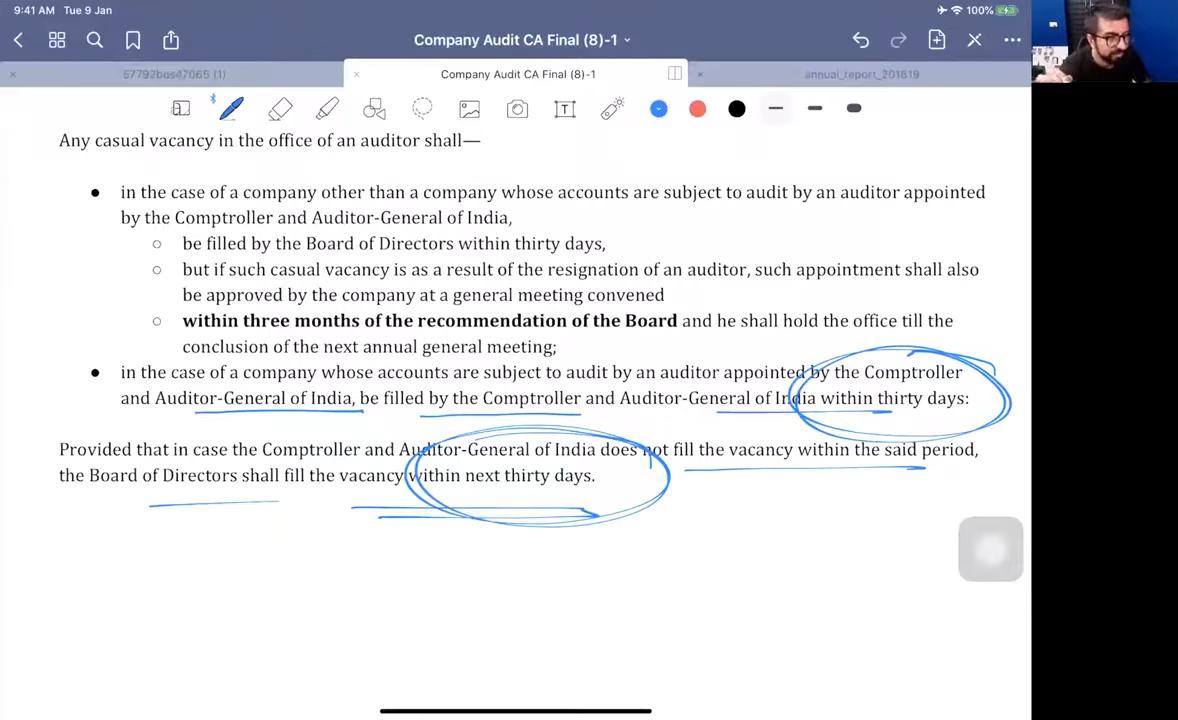 9:41 AM Tue 9 Jan
100%
Company Audit CA Final (8)-1
57792bos47065 (1)
Company Audit CA Final (8)-1
annual_report_201819
T
Any casual vacancy in the office of an auditor shall—
● in the case of a company other than a company whose accounts are subject to audit by an auditor appointed
by the Comptroller and Auditor-General of India,
○ be filled by the Board of Directors within thirty days,
○ but if such casual vacancy is as a result of the resignation of an auditor, such appointment shall also
be approved by the company at a general meeting convened
○ within three months of the recommendation of the Board and he shall hold the office till the
conclusion of the next annual general meeting;
● in the case of a company whose accounts are subject to audit by an auditor appointed by the Comptroller
and Auditor-General of India, be filled by the Comptroller and Auditor-General of India within thirty days:
Provided that in case the Comptroller and Auditor-General of India does not fill the vacancy within the said period,
the Board of Directors shall fill the vacancy within next thirty days.